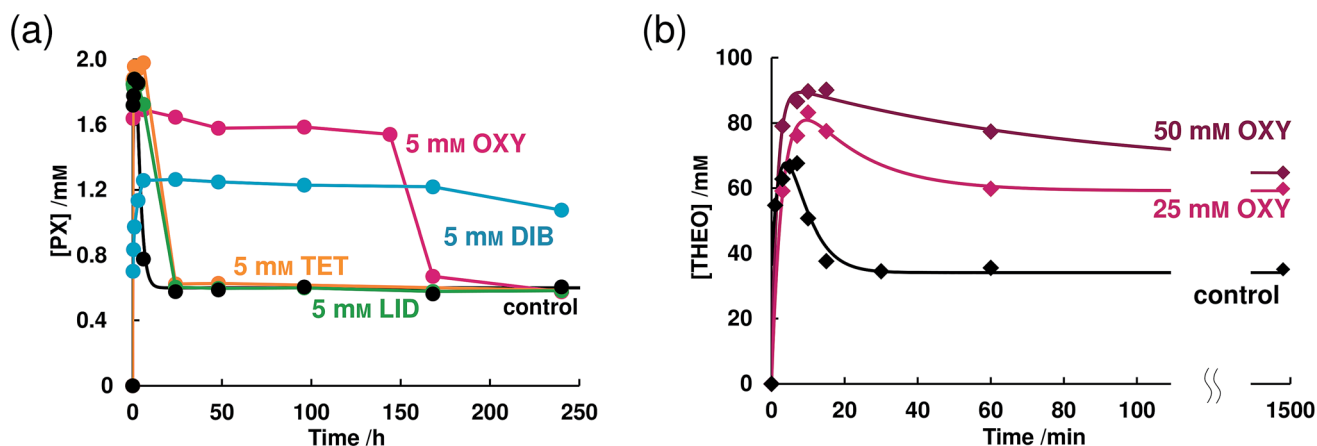 (a)
[PX] /mM
2.0
1.6
1.2
0.8
0.4
0
5 mM OXY
5 mM DIB
5 mM TET
5 mM LID
control
0 50 100 150 200 250
Time /h
(b)
[THEO] /mM
100
80
60
40
20
0
50 mM OXY
25 mM OXY
control
0 20 40 60 80 100 1500
Time /min